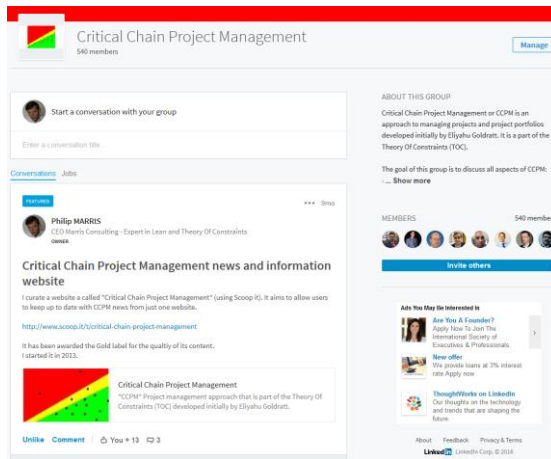 Critical Chain Project Management
540 members
Manage
Start a conversation with your group
Enter a conversation title...
Conversations Jobs
FEATURED
9mo
Philip MARRIS
CEO Marris Consulting - Expert in Lean and Theory Of Constraints
OWNER
Critical Chain Project Management news and information
website
I curate a website a called "Critical Chain Project Management" (using Scoop it). It aims to allow users
to keep up to date with CCPM news from just one website.
http://www.scoop.it/t/critical-chain-project-management
It has been awarded the Gold label for the qualtiy of its content.
I started it in 2013.
Critical Chain Project Management
"CCPM" Project management approach that is part of the Theory Of
Constraints (TOC) developed initially by Eliyahu Goldratt.
Unlike Comment You + 13 3
ABOUT THIS GROUP
Critical Chain Project Management or CCPM is an
approach to managing projects and project portfolios
developed initially by Eliyahu Goldratt. It is a part of the
Theory Of Constraints (TOC).
The goal of this group is to discuss all aspects of CCPM:
- ... Show more
MEMBERS
540 member
Invite others
Ads You May Be Interested In
Are You A Founder?
Apply Now To Join The
International Society of
Executives & Professionals.
New offer
We provide loans at 3% interest
rate.Apply now
ThoughtWorks on LinkedIn
Our thoughts on the technology
and trends that are shaping the
future.
About Feedback Privacy & Terms
LinkedIn LinkedIn Corp. © 2016